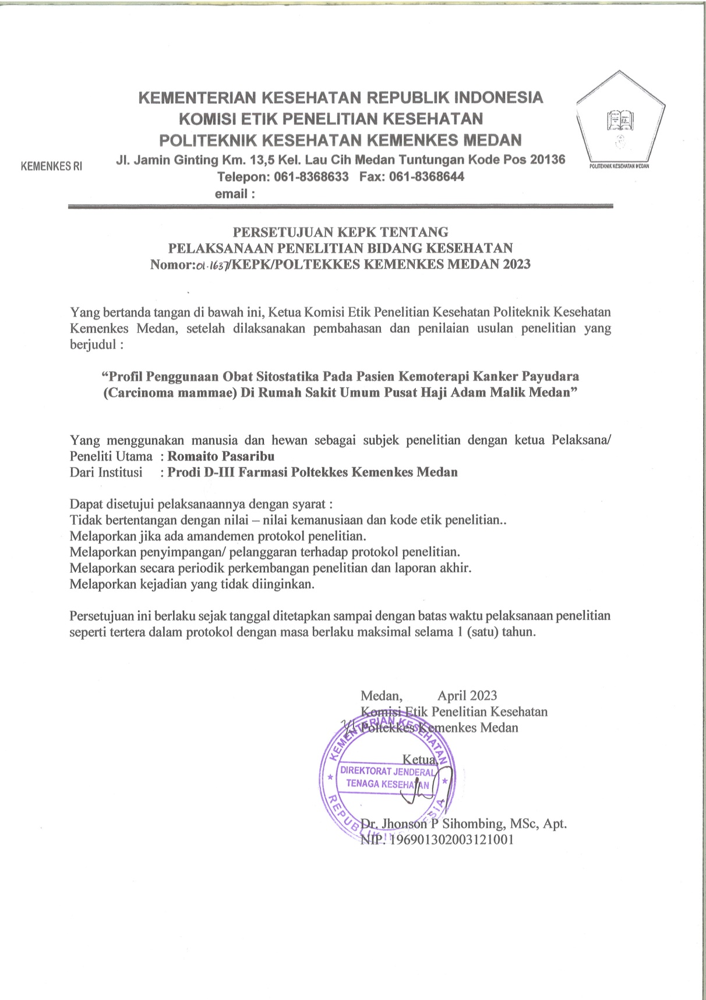 KEMENTERIAN KESEHATAN REPUBLIK INDONESIA
KOMISI ETIK PENELITIAN KESEHATAN
POLITEKNIK KESEHATAN KEMENKES MEDAN
KEMENKES RI
Jl. Jamin Ginting Km. 13,5 Kel. Lau Cih Medan Tuntungan Kode Pos 20136
Telepon: 061-8368633 Fax: 061-8368644
email :
POLITEKNIK KESEHATAN MEDAN
PERSETUJUAN KEPK TENTANG
PELAKSANAAN PENELITIAN BIDANG KESEHATAN
Nomor:01.1637/KEPK/POLTEKKES KEMENKES MEDAN 2023
Yang bertanda tangan di bawah ini, Ketua Komisi Etik Penelitian Kesehatan Politeknik Kesehatan
Kemenkes Medan, setelah dilaksanakan pembahasan dan penilaian usulan penelitian yang
berjudul :
“Profil Penggunaan Obat Sitostatika Pada Pasien Kemoterapi Kanker Payudara
(Carcinoma mammae) Di Rumah Sakit Umum Pusat Haji Adam Malik Medan”
Yang menggunakan manusia dan hewan sebagai subjek penelitian dengan ketua Pelaksana/
Peneliti Utama : Romaito Pasaribu
Dari Institusi : Prodi D-III Farmasi Poltekkes Kemenkes Medan
Dapat disetujui pelaksanaannya dengan syarat :
Tidak bertentangan dengan nilai – nilai kemanusiaan dan kode etik penelitian..
Melaporkan jika ada amandemen protokol penelitian.
Melaporkan penyimpangan/ pelanggaran terhadap protokol penelitian.
Melaporkan secara periodik perkembangan penelitian dan laporan akhir.
Melaporkan kejadian yang tidak diinginkan.
Persetujuan ini berlaku sejak tanggal ditetapkan sampai dengan batas waktu pelaksanaan penelitian
seperti tertera dalam protokol dengan masa berlaku maksimal selama 1 (satu) tahun.
Medan, April 2023
Komisi Etik Penelitian Kesehatan
Poltekkes Kemenkes Medan
Ketua,
KEMENTERIAN KESEHATAN
DIREKTORAT JENDERAL
TENAGA KESEHATAN
REPUBLIK INDONESIA
Dr. Jhonson P Sihombing, MSc, Apt.
NIP. 196901302003121001